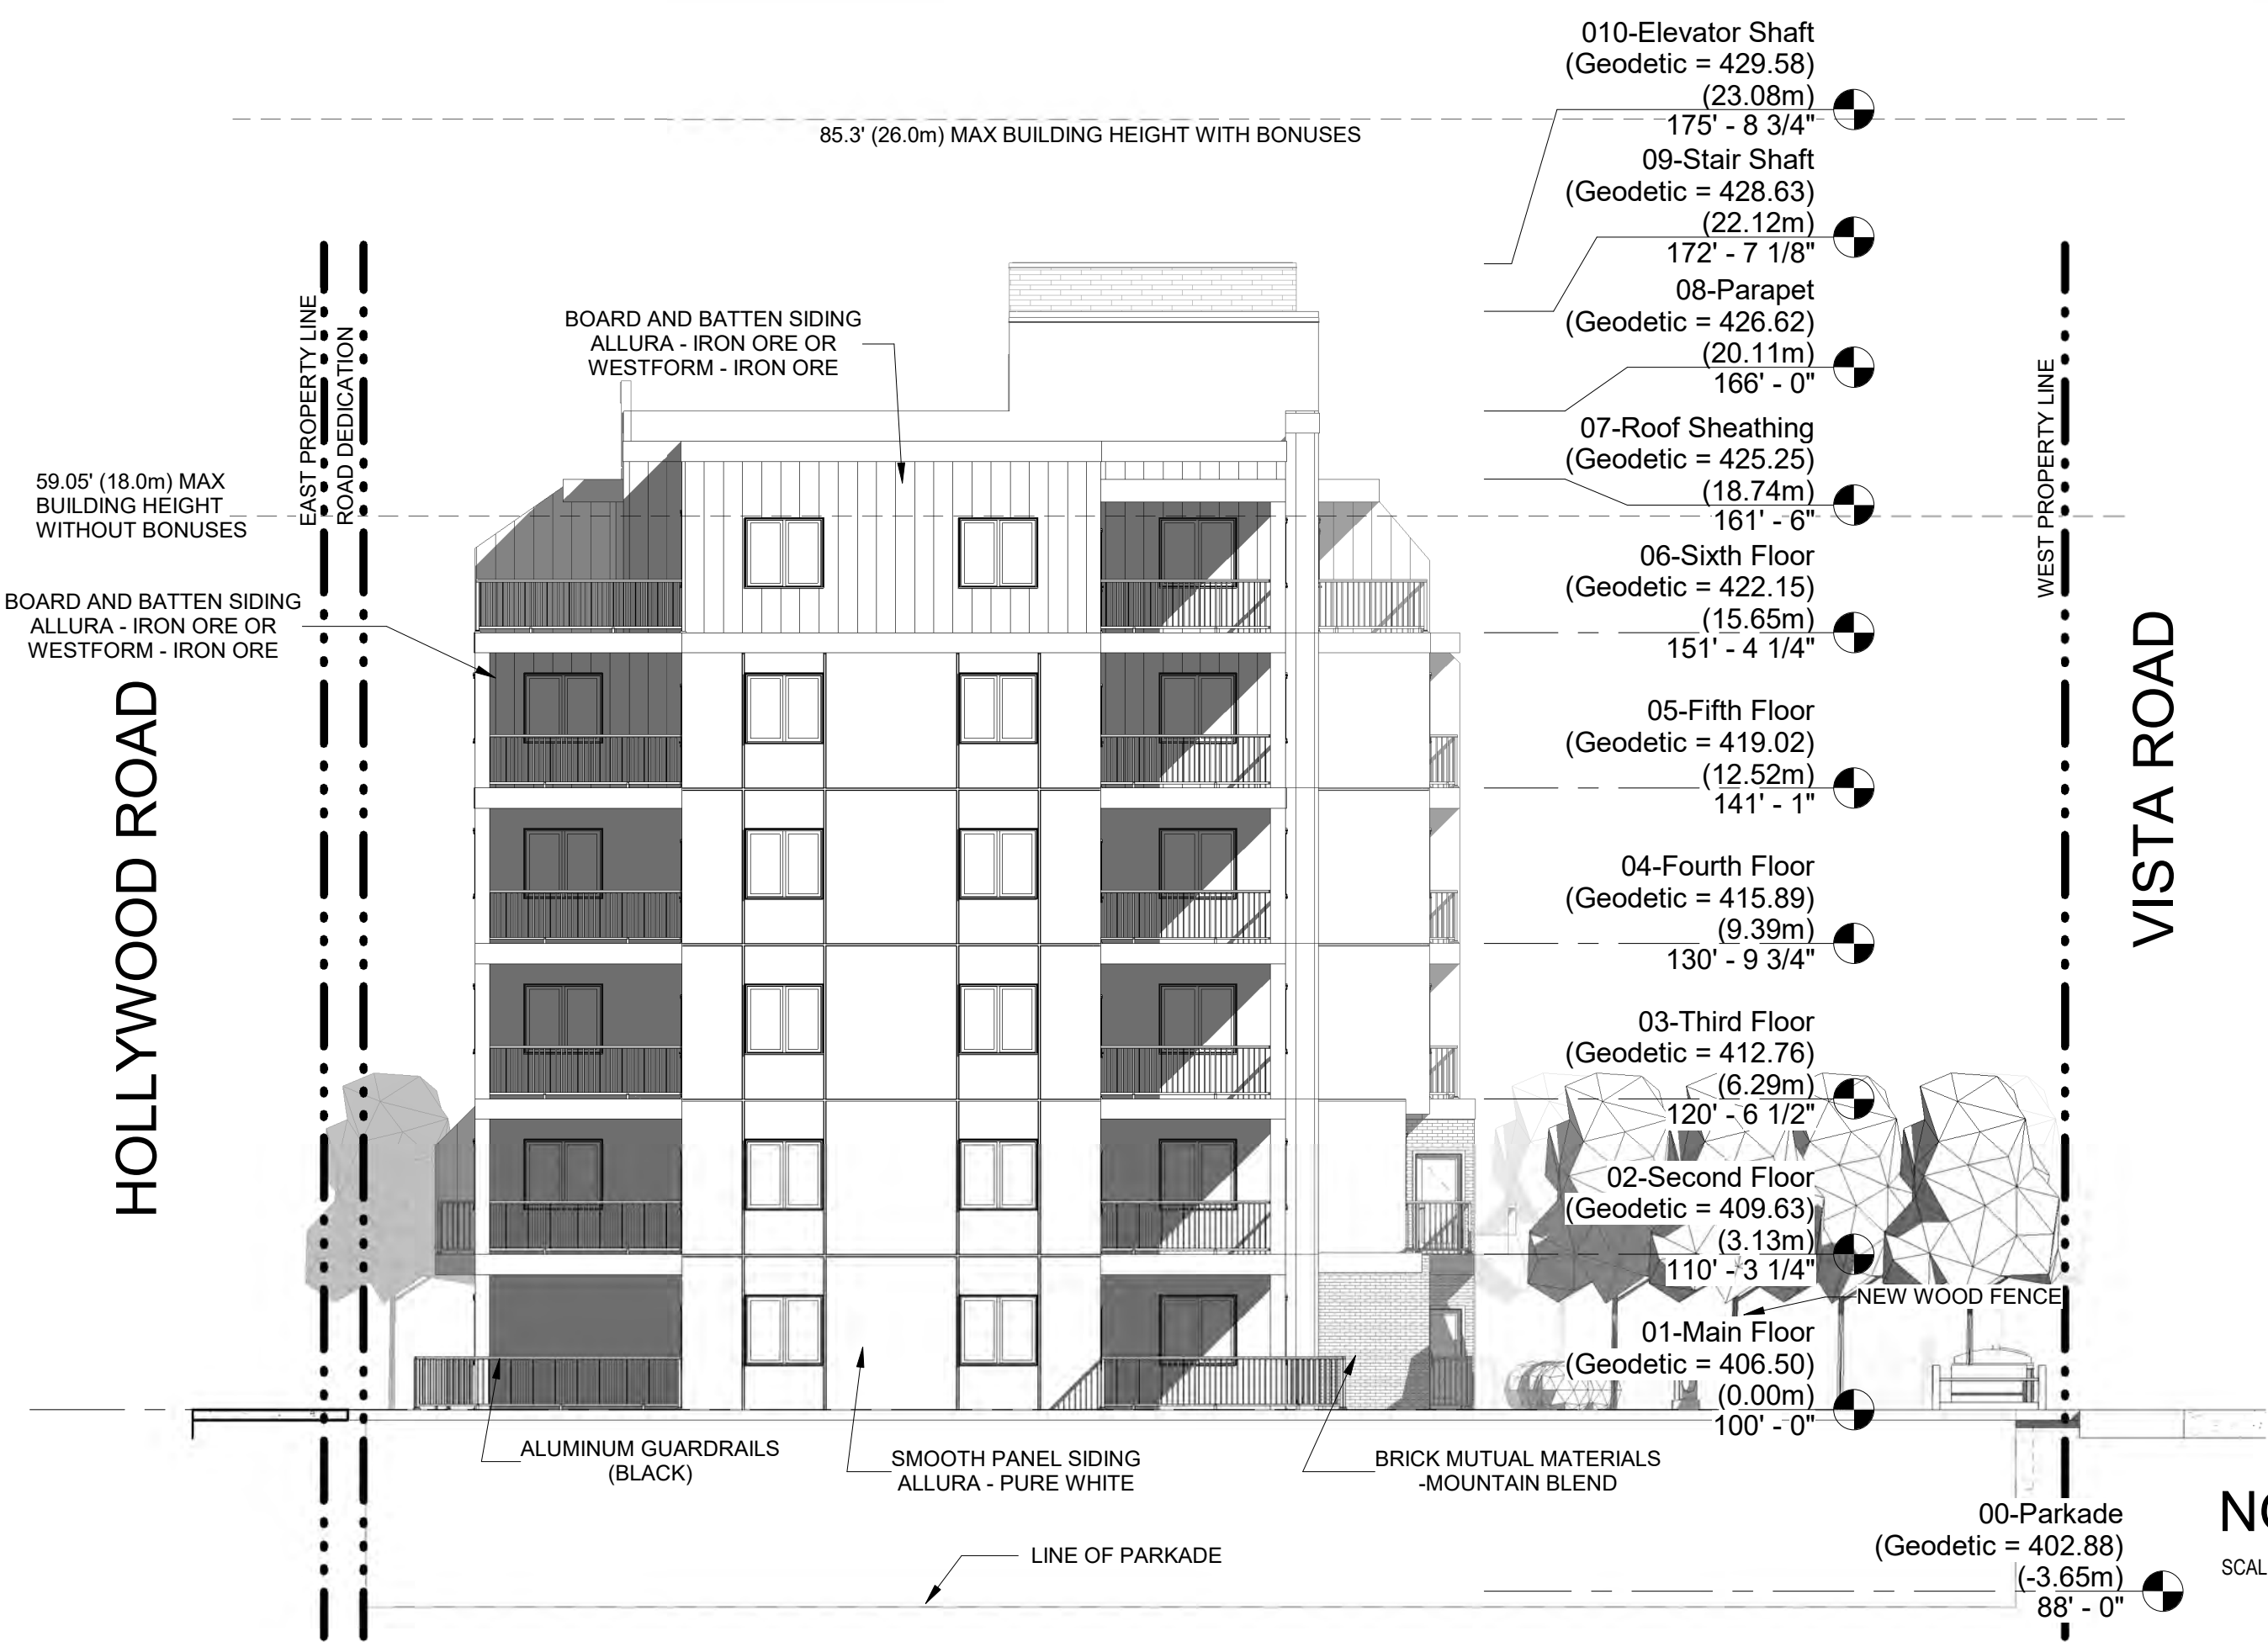 010-Elevator Shaft
(Geodetic = 429.58)
(23.08m)
175' - 8 3/4"
85.3' (26.0m) MAX BUILDING HEIGHT WITH BONUSES
09-Stair Shaft
(Geodetic = 428.63)
(22.12m)
172' - 7 1/8"
08-Parapet
(Geodetic = 426.62)
(20.11m)
166' - 0"
07-Roof Sheathing
(Geodetic = 425.25)
(18.74m)
161' - 6"
06-Sixth Floor
(Geodetic = 422.15)
(15.65m)
151' - 4 1/4"
05-Fifth Floor
(Geodetic = 419.02)
(12.52m)
141' - 1"
04-Fourth Floor
(Geodetic = 415.89)
(9.39m)
130' - 9 3/4"
03-Third Floor
(Geodetic = 412.76)
(6.29m)
120' - 6 1/2"
02-Second Floor
(Geodetic = 409.63)
(3.13m)
110' - 3 1/4"
NEW WOOD FENCE
01-Main Floor
(Geodetic = 406.50)
(0.00m)
100' - 0"
00-Parkade
(Geodetic = 402.88)
(-3.65m)
88' - 0"
EAST PROPERTY LINE
ROAD DEDICATION
BOARD AND BATTEN SIDING
ALLURA - IRON ORE OR
WESTFORM - IRON ORE
59.05' (18.0m) MAX
BUILDING HEIGHT
WITHOUT BONUSES
BOARD AND BATTEN SIDING
ALLURA - IRON ORE OR
WESTFORM - IRON ORE
HOLLYWOOD ROAD
WEST PROPERTY LINE
VISTA ROAD
ALUMINUM GUARDRAILS
(BLACK)
SMOOTH PANEL SIDING
ALLURA - PURE WHITE
BRICK MUTUAL MATERIALS
-MOUNTAIN BLEND
LINE OF PARKADE